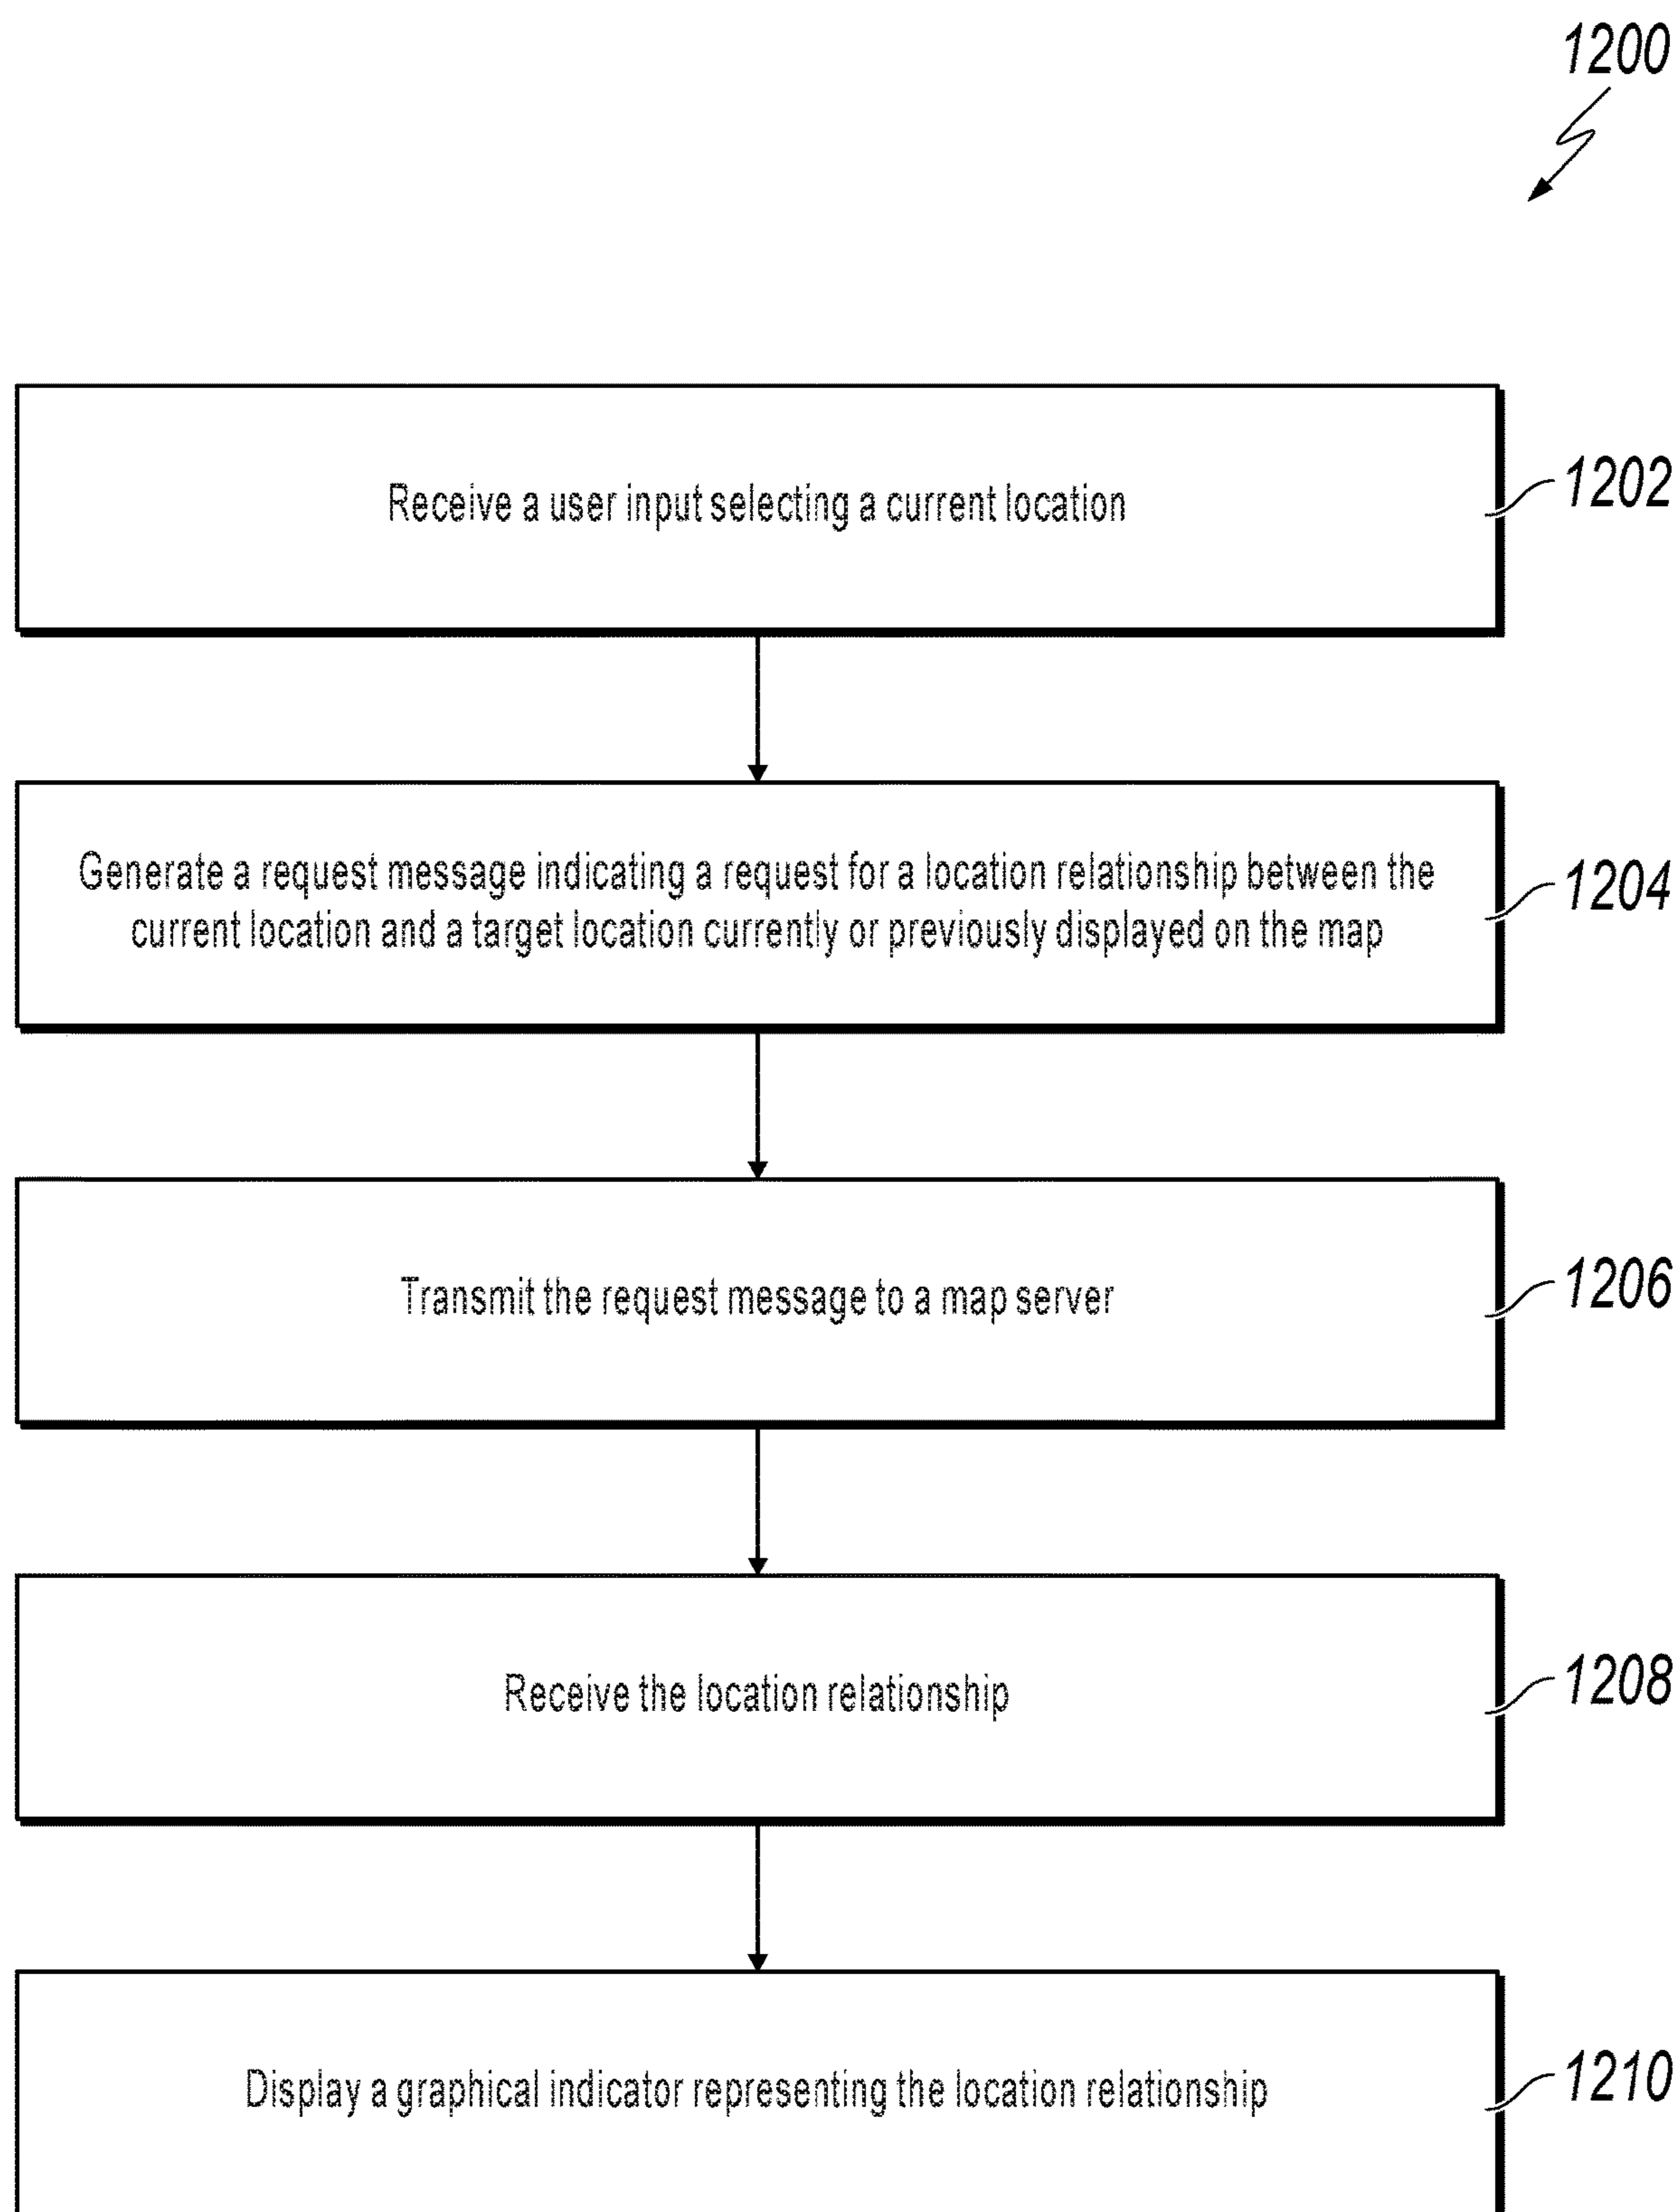 1200
Receive a user input selecting a current location
1202
Generate a request message indicating a request for a location relationship between the
current location and a target location currently or previously displayed on the map
1204
Transmit the request message to a map server
1206
Receive the location relationship
1208
Display a graphical indicator representing the location relationship
1210